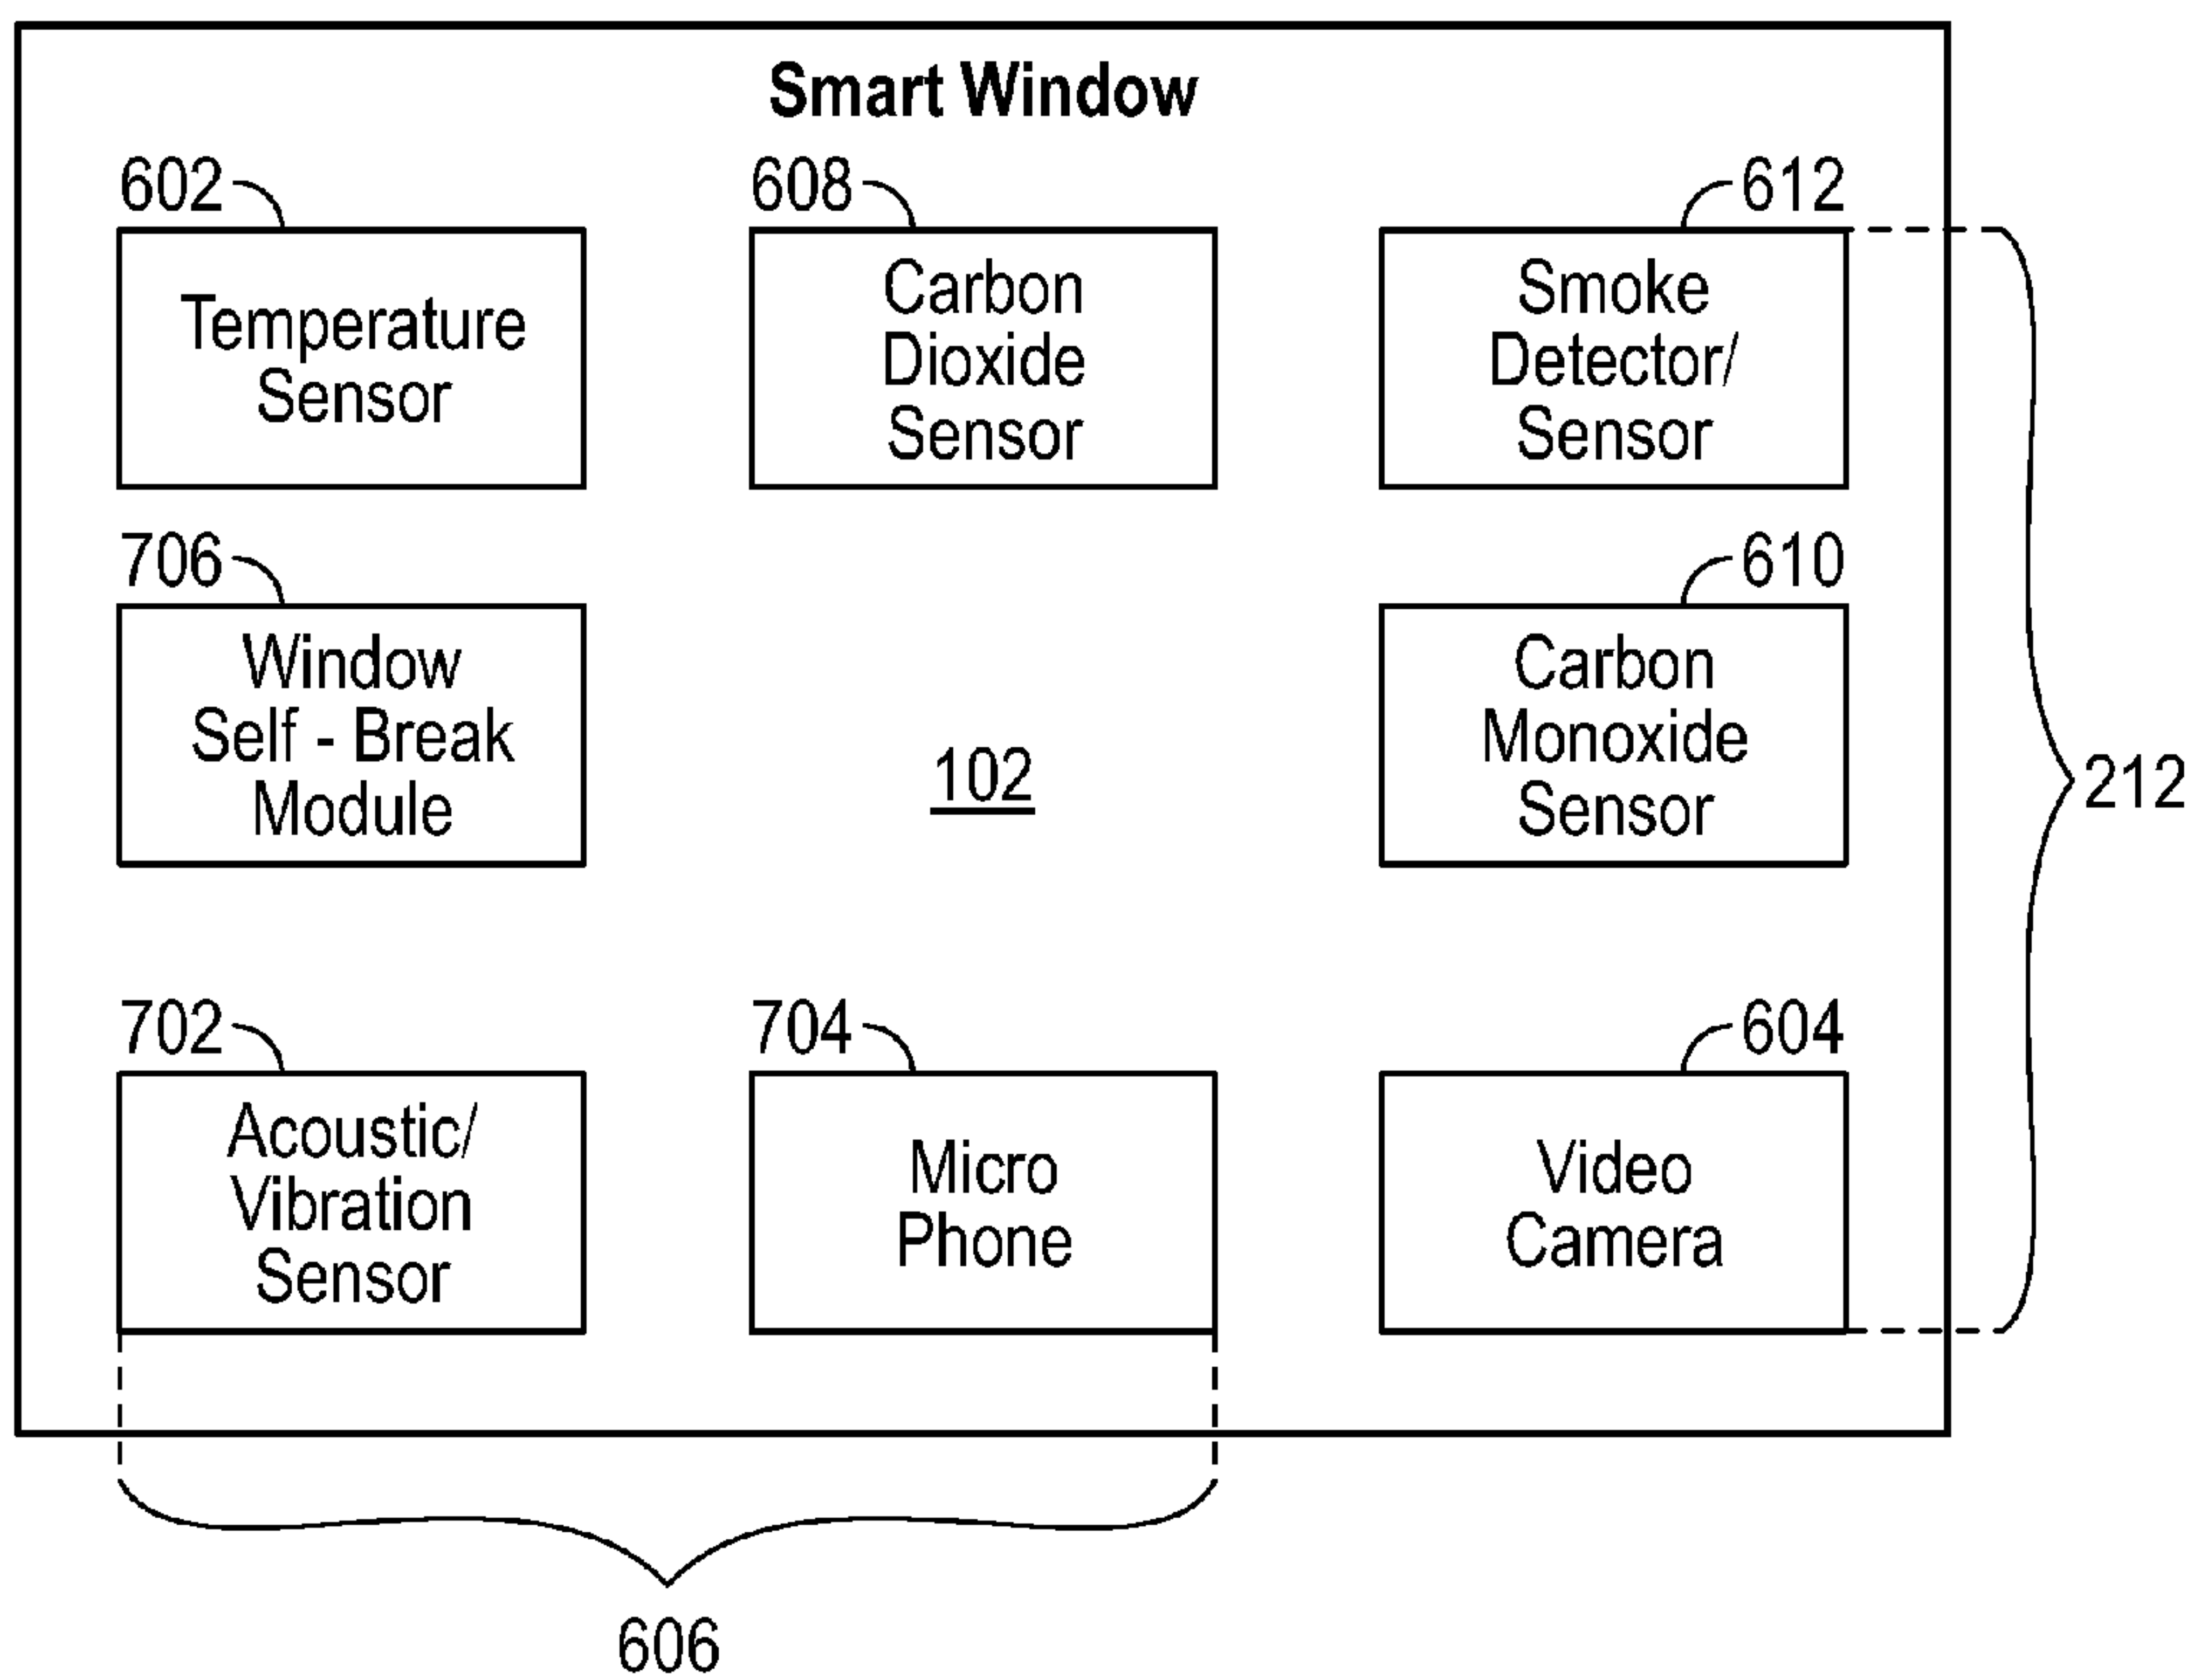 Smart Window
602
608
612
Temperature
Sensor
Carbon
Dioxide
Sensor
Smoke
Detector/
Sensor
706
610
Window
Self - Break
Module
102
Carbon
Monoxide
Sensor
212
702
704
604
Acoustic/
Vibration
Sensor
Micro
Phone
Video
Camera
606